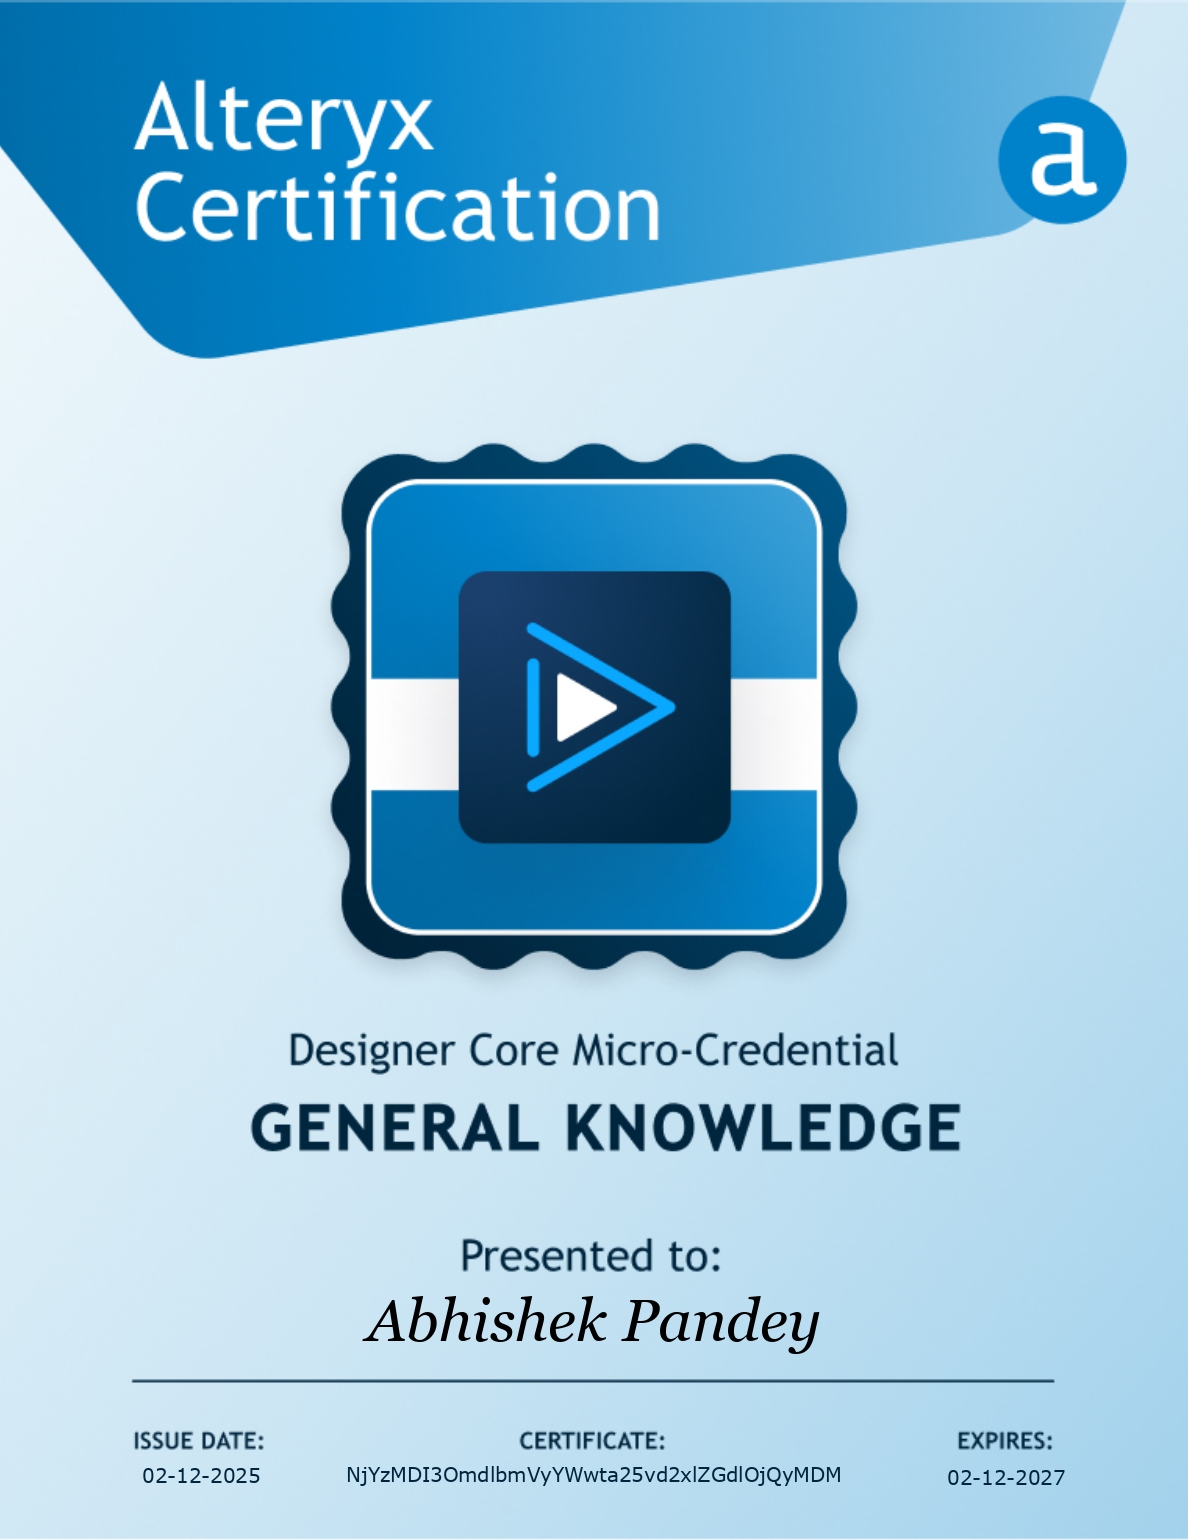 Alteryx
Certification
a
Designer Core Micro-Credential
GENERAL KNOWLEDGE
Presented to:
Abhishek Pandey
ISSUE DATE: CERTIFICATE: EXPIRES:
02-12-2025 NjYzMDI3OmdlbmVyYWwta25vd2xlZGdlOjQyMDM 02-12-2027